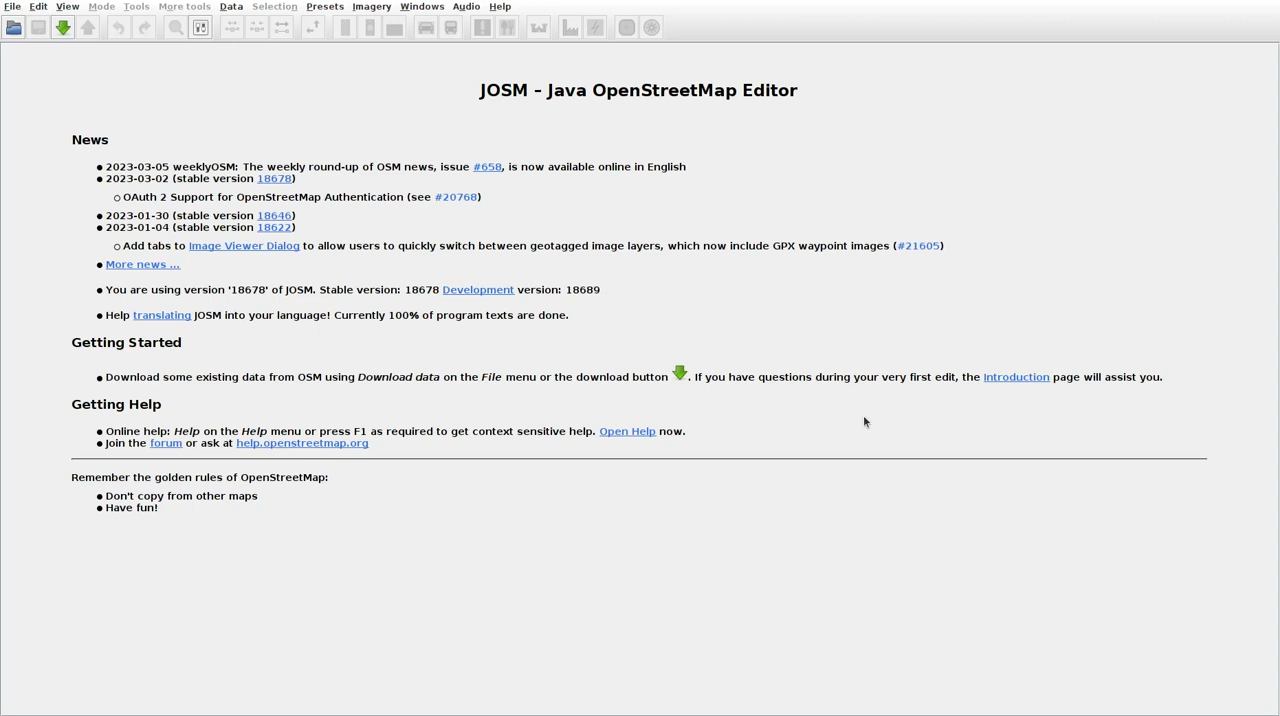 File Edit View Mode Tools More tools Data Selection Presets Imagery Windows Audio Help
JOSM – Java OpenStreetMap Editor
News
2023-03-05 weeklyOSM: The weekly round-up of OSM news, issue #658, is now available online in English
2023-03-02 (stable version 18678)
OAuth 2 Support for OpenStreetMap Authentication (see #20768)
2023-01-30 (stable version 18646)
2023-01-04 (stable version 18622)
Add tabs to Image Viewer Dialog to allow users to quickly switch between geotagged image layers, which now include GPX waypoint images (#21605)
More news ...
You are using version '18678' of JOSM. Stable version: 18678 Development version: 18689
Help translating JOSM into your language! Currently 100% of program texts are done.
Getting Started
Download some existing data from OSM using Download data on the File menu or the download button . If you have questions during your very first edit, the Introduction page will assist you.
Getting Help
Online help: Help on the Help menu or press F1 as required to get context sensitive help. Open Help now.
Join the forum or ask at help.openstreetmap.org
Remember the golden rules of OpenStreetMap:
Don't copy from other maps
Have fun!